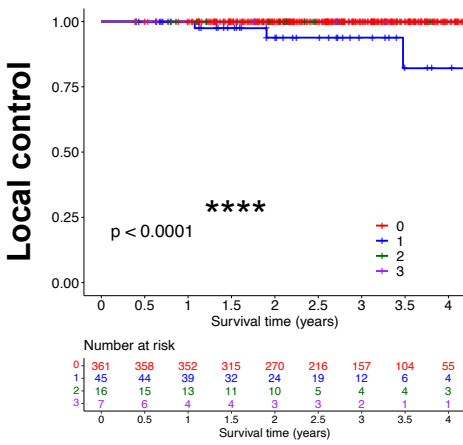 Local control
1.00
0.75
0.50
0.25
0.00
****
p < 0.0001
0
1
2
3
0 0.5 1 1.5 2 2.5 3 3.5 4
Survival time (years)
Number at risk
0 361 358 352 315 270 216 157 104 55
1 45 44 39 32 24 19 12 6 4
2 16 15 13 11 10 5 4 4 3
3 7 6 4 4 3 3 2 1 1
0 0.5 1 1.5 2 2.5 3 3.5 4
Survival time (years)